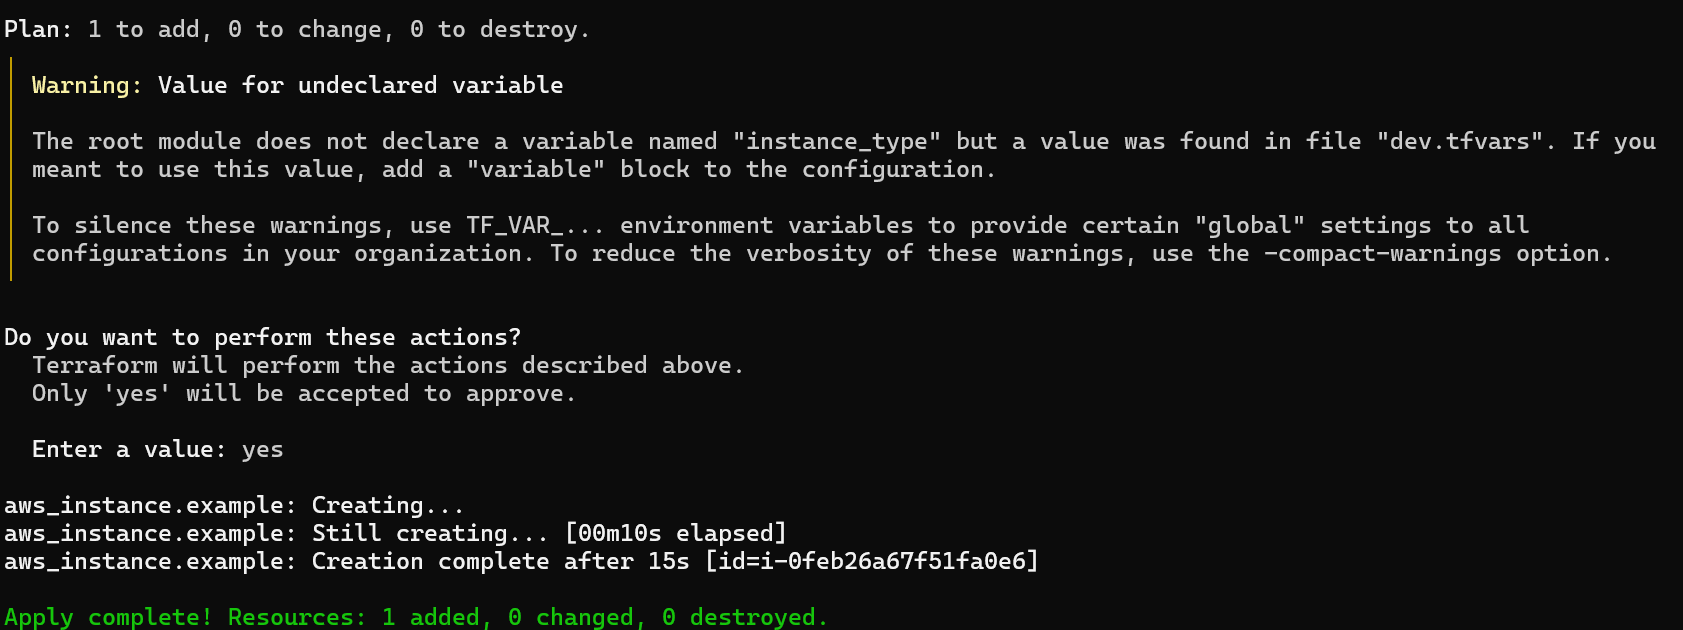 Plan: 1 to add, 0 to change, 0 to destroy.
Warning: Value for undeclared variable
The root module does not declare a variable named "instance_type" but a value was found in file "dev.tfvars". If you
meant to use this value, add a "variable" block to the configuration.
To silence these warnings, use TF_VAR_... environment variables to provide certain "global" settings to all
configurations in your organization. To reduce the verbosity of these warnings, use the -compact-warnings option.
Do you want to perform these actions?
Terraform will perform the actions described above.
Only 'yes' will be accepted to approve.
Enter a value: yes
aws_instance.example: Creating...
aws_instance.example: Still creating... [00m10s elapsed]
aws_instance.example: Creation complete after 15s [id=i-0feb26a67f51fa0e6]
Apply complete! Resources: 1 added, 0 changed, 0 destroyed.